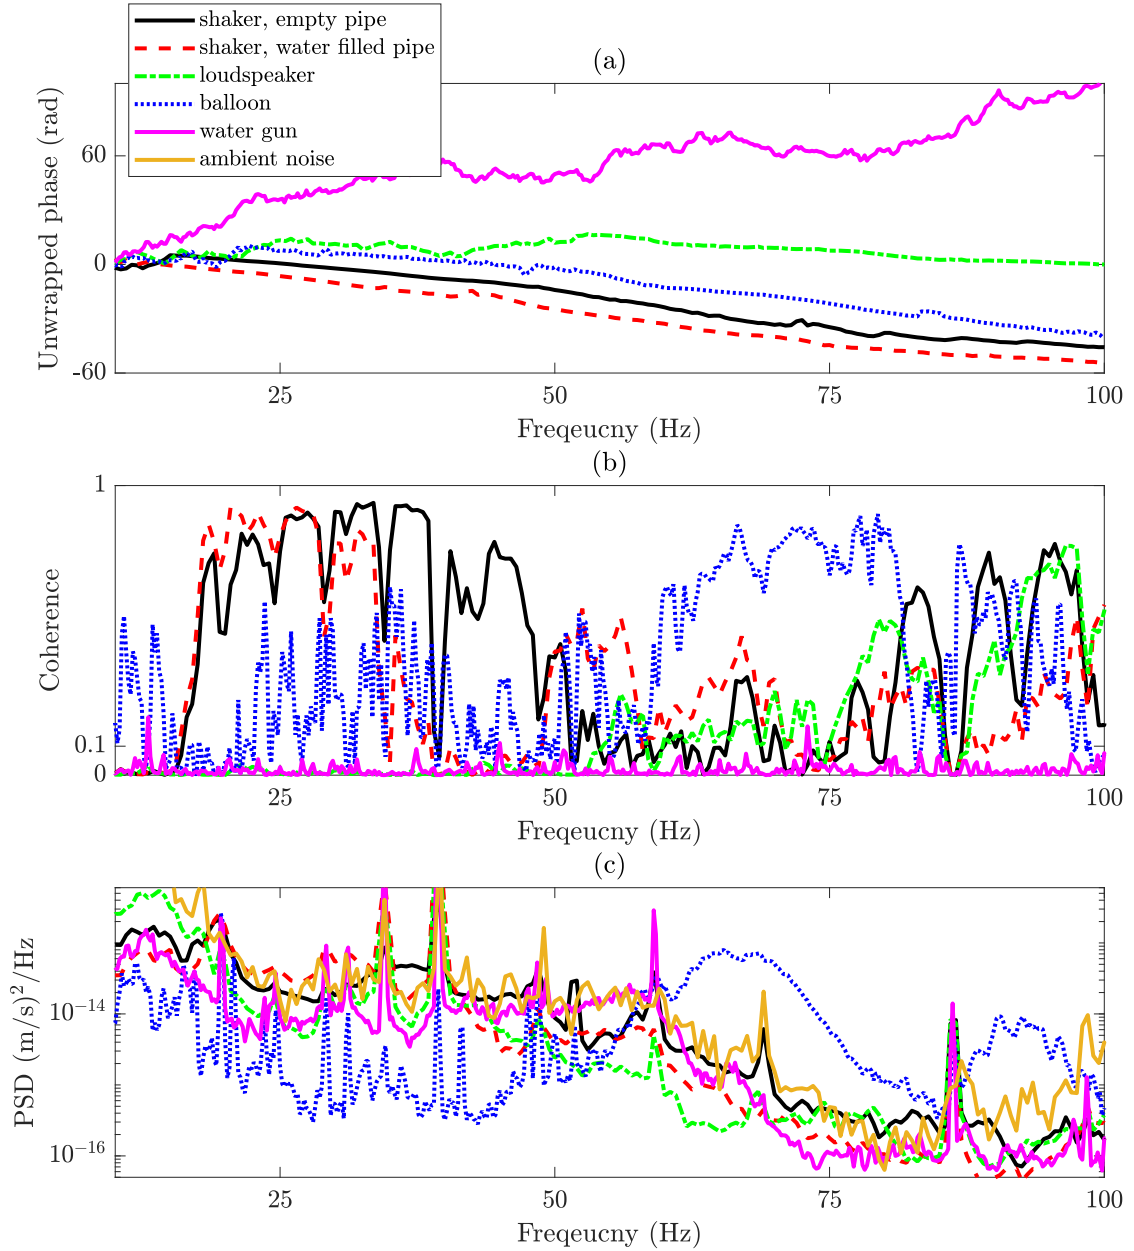 shaker, empty pipe
shaker, water filled pipe
loudspeaker
balloon
water gun
ambient noise
(a)
Unwrapped phase (rad)
60
0
-60
25 50 75 100
Freqeucny (Hz)
(b)
Coherence
1
0.1
0
25 50 75 100
Freqeucny (Hz)
(c)
PSD (m/s)²/Hz
10⁻¹⁴
10⁻¹⁶
25 50 75 100
Freqeucny (Hz)